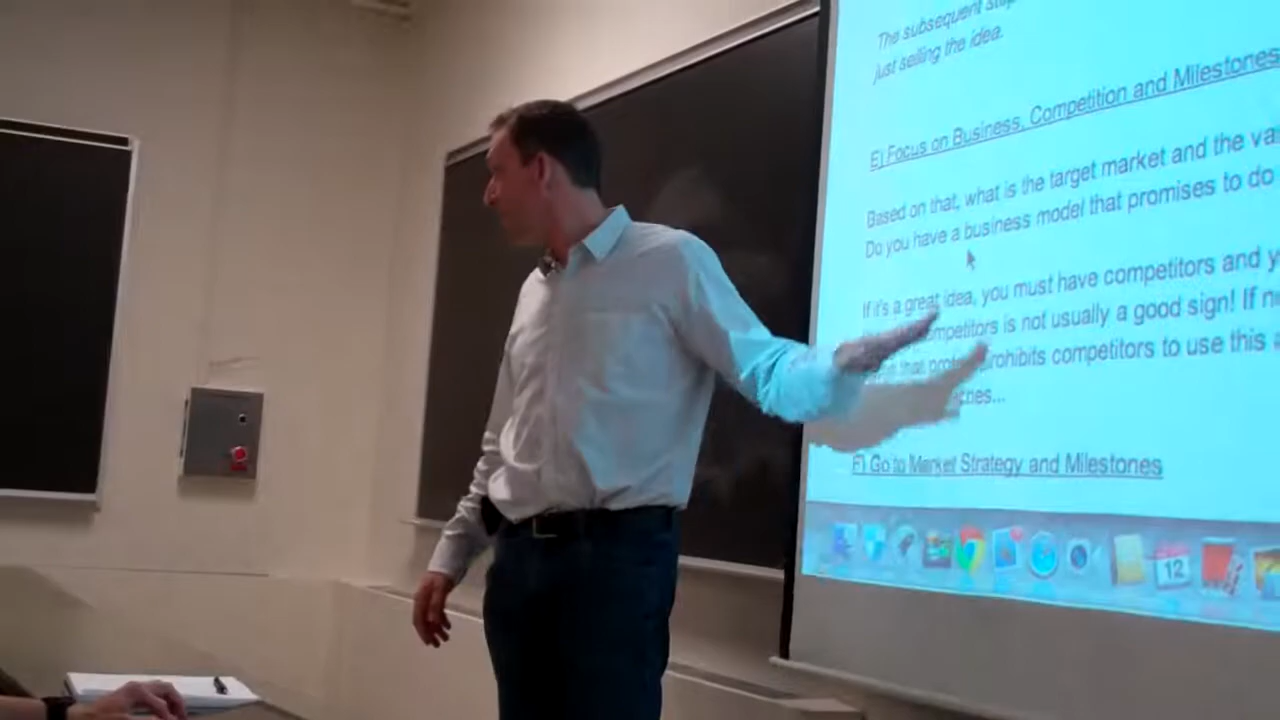 The subsequent
just selling the idea.
E) Focus on Business, Competition and Milestones
Based on that, what is the target market and the
Do you have a business model that promises to do
If it's a great idea, you must have competitors and
competitors is not usually a good sign! If
prohibits competitors to use this
F) Go to Market Strategy and Milestones
12